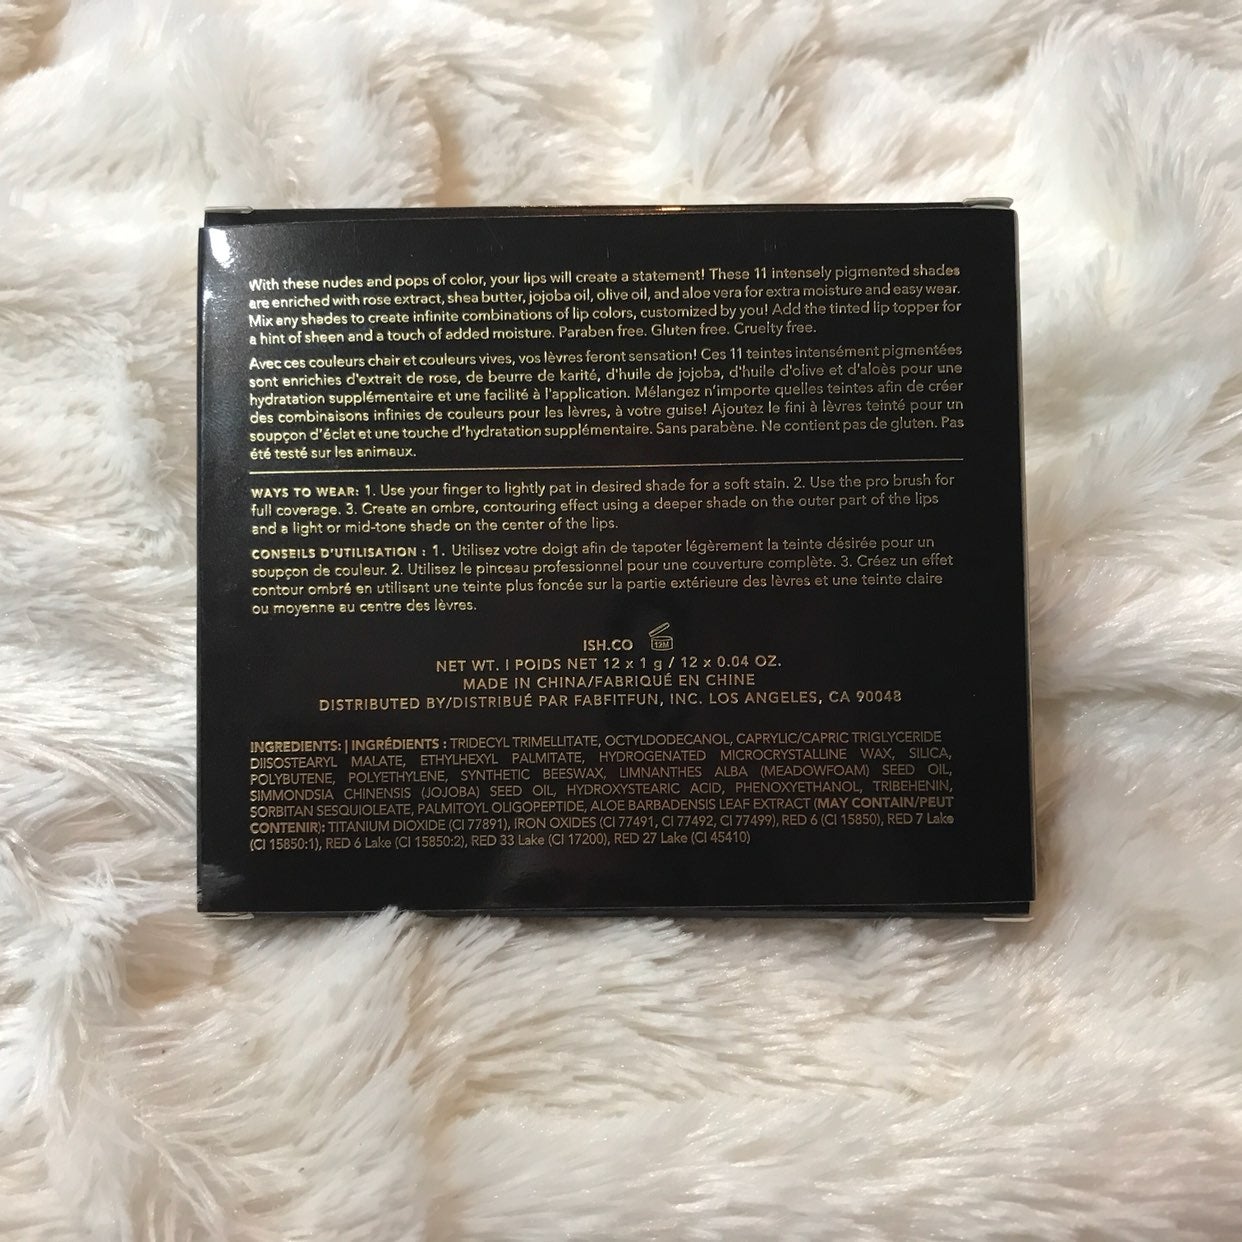 With these nudes and pops of color, your lips will create a statement! These 11 intensely pigmented shades
are enriched with rose extract, shea butter, jojoba oil, olive oil, and aloe vera for extra moisture and easy wear.
Mix any shades to create infinite combinations of lip colors, customized by you! Add the tinted lip topper for
a hint of sheen and a touch of added moisture. Paraben free. Gluten free. Cruelty free.
Avec ces couleurs chair et couleurs vives, vos lèvres feront sensation! Ces 11 teintes intensément pigmentées
sont enrichies d'extrait de rose, de beurre de karité, d'huile de jojoba, d'huile d'olive et d'aloès pour une
hydratation supplémentaire et une facilité à l'application. Mélangez n'importe quelles teintes afin de créer
des combinaisons infinies de couleurs pour les lèvres, à votre guise! Ajoutez le fini à lèvres teinté pour un
soupçon d'éclat et une touche d'hydratation supplémentaire. Sans parabène. Ne contient pas de gluten. Pas
été testé sur les animaux.
WAYS TO WEAR: 1. Use your finger to lightly pat in desired shade for a soft stain. 2. Use the pro brush for
full coverage. 3. Create an ombre, contouring effect using a deeper shade on the outer part of the lips
and a light or mid-tone shade on the center of the lips.
CONSEILS D'UTILISATION : 1. Utilisez votre doigt afin de tapoter légèrement la teinte désirée pour un
soupcon de couleur. 2. Utilisez le pinceau professionnel pour une couverture complète. 3. Créez un effet
contour ombré en utilisant une teinte plus foncée sur la partie extérieure des lèvres et une teinte claire
ou moyenne au centre des lèvres.
ISH.CO 12M
NET WT. I POIDS NET 12 x 1 g / 12 x 0.04 OZ.
MADE IN CHINA/FABRIQUÉ EN CHINE
DISTRIBUTED BY/DISTRIBUÉ PAR FABFITFUN, INC. LOS ANGELES, CA 90048
INGREDIENTS: | INGRÉDIENTS : TRIDECYL TRIMELLITATE, OCTYLDODECANOL, CAPRYLIC/CAPRIC TRIGLYCERIDE
DIISOSTEARYL MALATE, ETHYLHEXYL PALMITATE, HYDROGENATED MICROCRYSTALLINE WAX, SILICA,
POLYBUTENE, POLYETHYLENE, SYNTHETIC BEESWAX, LIMNANTHES ALBA (MEADOWFOAM) SEED OIL,
SIMMONDSIA CHINENSIS (JOJOBA) SEED OIL, HYDROXYSTEARIC ACID, PHENOXYETHANOL, TRIBEHENIN,
SORBITAN SESQUIOLEATE, PALMITOYL OLIGOPEPTIDE, ALOE BARBADENSIS LEAF EXTRACT (MAY CONTAIN/PEUT
CONTENIR): TITANIUM DIOXIDE (CI 77891), IRON OXIDES (CI 77491, CI 77492, CI 77499), RED 6 (CI 15850), RED 7 Lake
(CI 15850:1), RED 6 Lake (CI 15850:2), RED 33 Lake (CI 17200), RED 27 Lake (CI 45410)